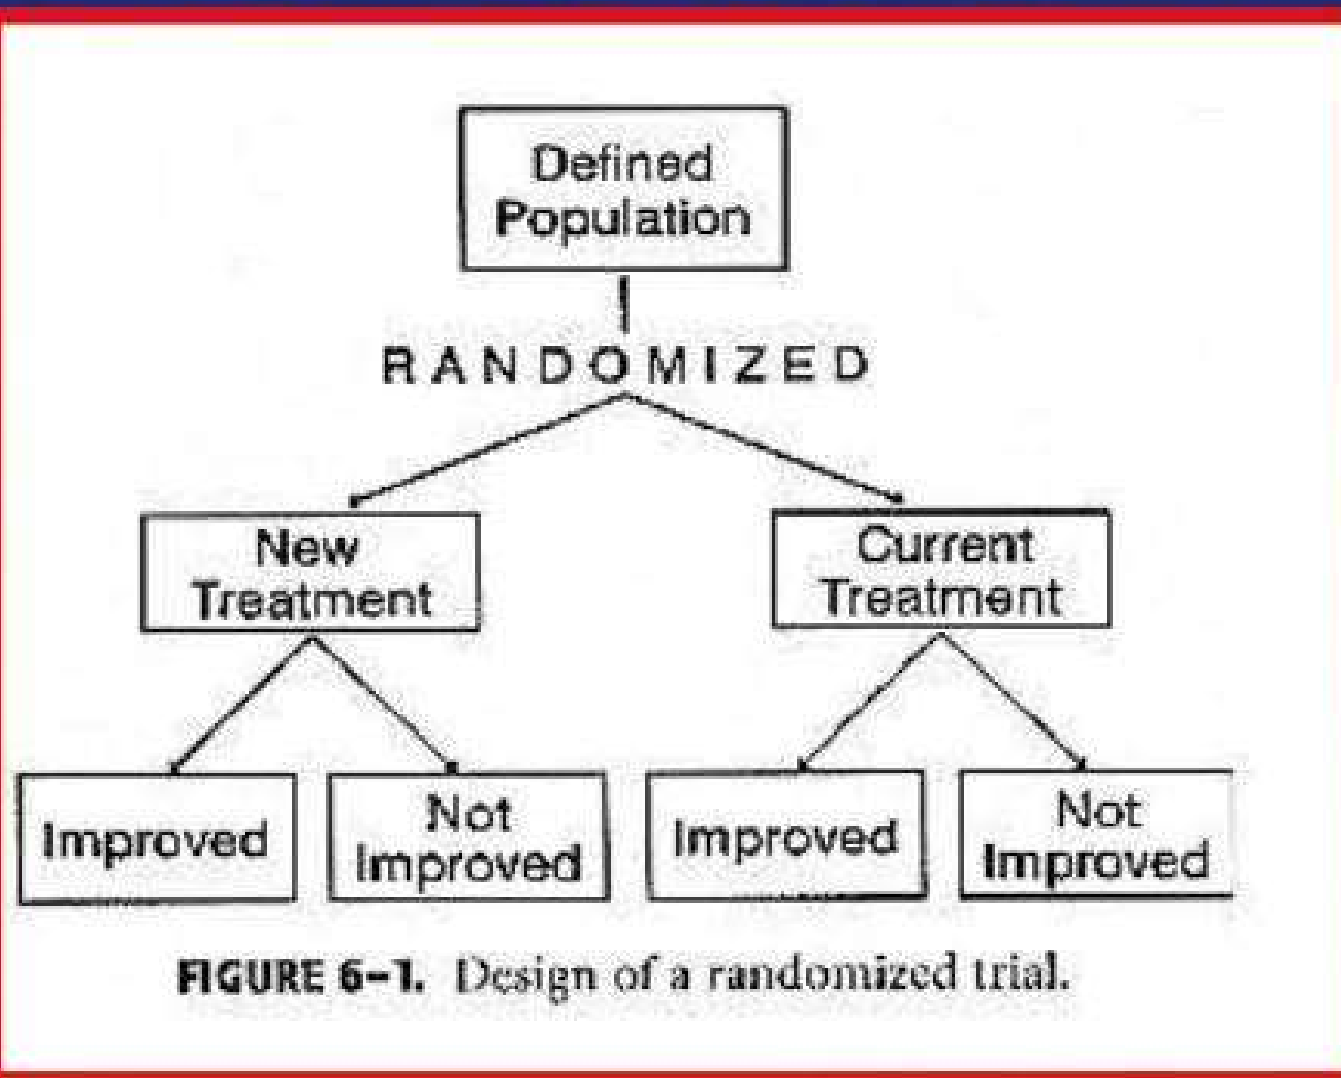 Defined
Population
RANDOMIZED
New
Treatment
Current
Treatment
Improved
Not
Improved
Improved
Not
Improved
FIGURE 6–1. Design of a randomized trial.